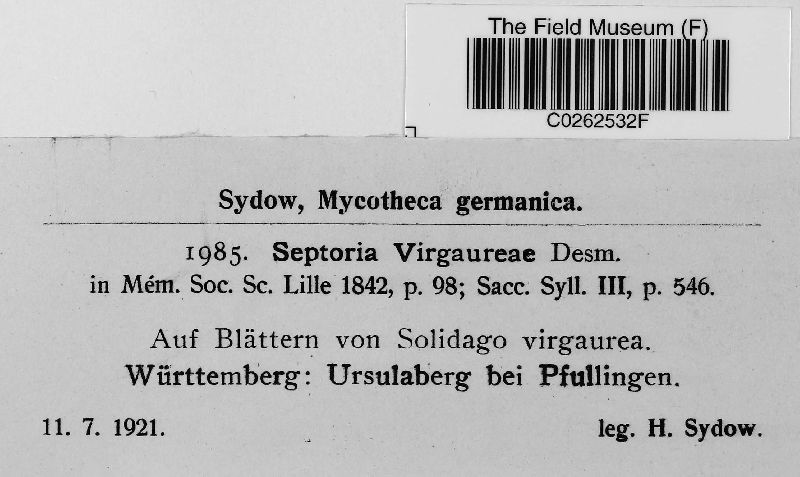 The Field Museum (F)
C0262532F
Sydow, Mycotheca germanica.
1985. Septoria Virgaureae Desm.
in Mém. Soc. Sc. Lille 1842, p. 98; Sacc. Syll. III, p. 546.
Auf Blättern von Solidago virgaurea.
Württemberg: Ursulaberg bei Pfullingen.
11. 7. 1921. leg. H. Sydow.